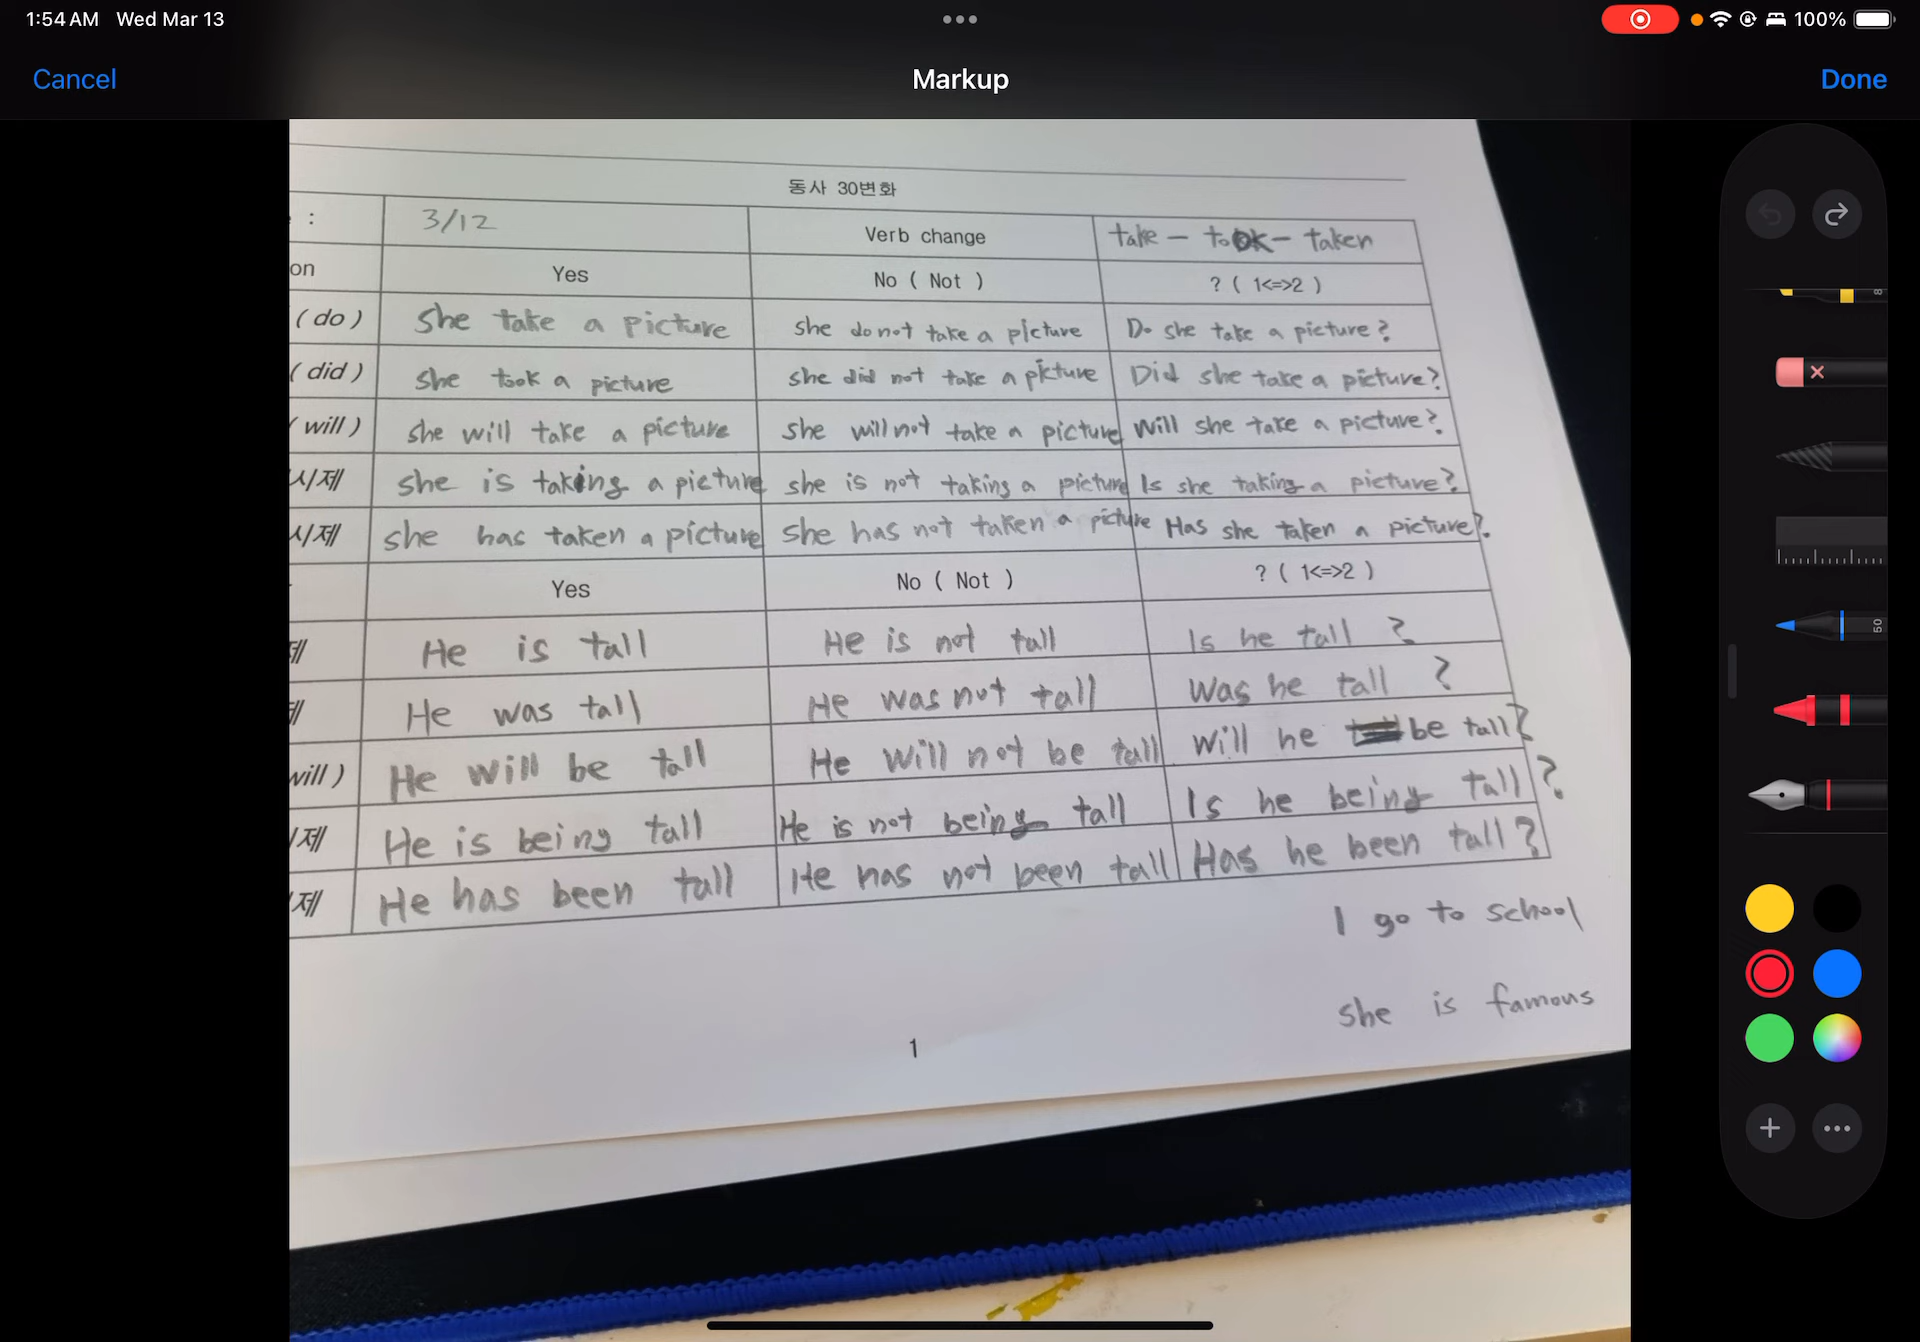 1:54 AM Wed Mar 13
100%
Cancel
Markup
Done
동사 30변화
:
3/12
Verb change
take - took - taken
on
Yes
No ( Not )
? ( 1<=>2 )
( do )
she take a picture
she do not take a picture
Do she take a picture?
( did )
she took a picture
she did not take a picture
Did she take a picture?
( will )
she will take a picture
she will not take a picture
Will she take a picture?
시제
she is taking a picture
she is not taking a picture
Is she taking a picture?
시제
she has taken a picture
she has not taken a picture
Has she taken a picture?
Yes
No ( Not )
? ( 1<=>2 )
제
He is tall
He is not tall
Is he tall ?
제
He was tall
He was not tall
Was he tall ?
will )
He will be tall
He will not be tall
Will he be tall?
제
He is being tall
He is not being tall
Is he being tall?
제
He has been tall
He has not been tall
Has he been tall?
I go to school
she is famous
1
50